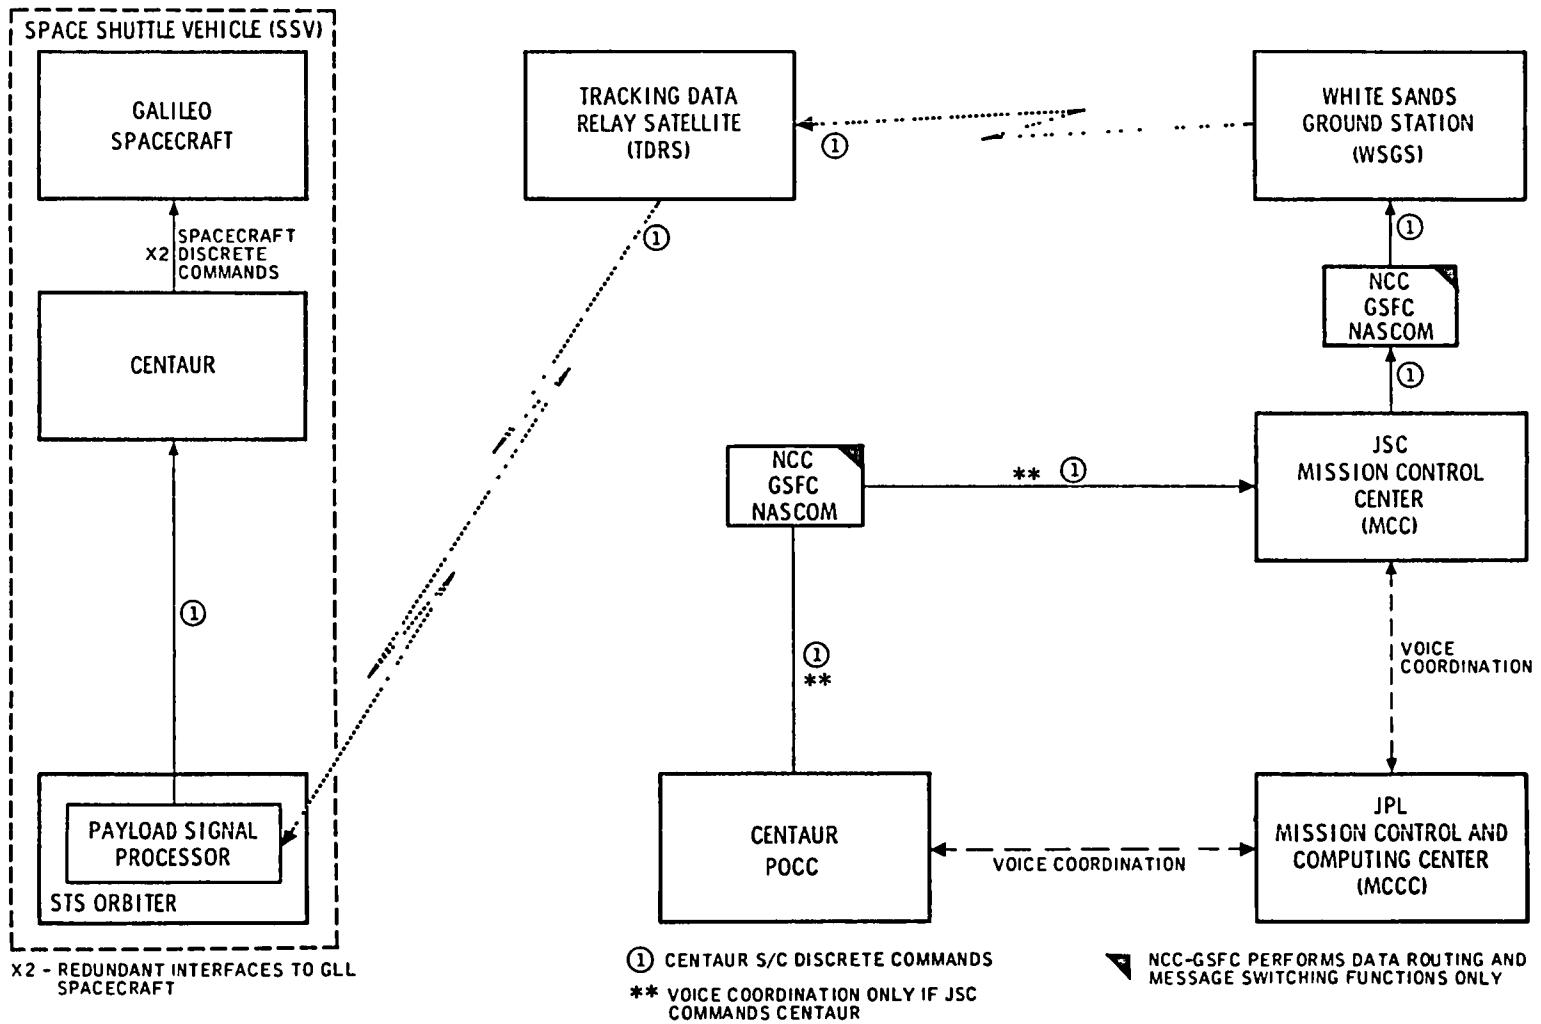 SPACE SHUTTLE VEHICLE (SSV)
GALILEO
SPACECRAFT
X2
SPACECRAFT
DISCRETE
COMMANDS
CENTAUR
1
PAYLOAD SIGNAL
PROCESSOR
STS ORBITER
X2 - REDUNDANT INTERFACES TO GLL
SPACECRAFT
TRACKING DATA
RELAY SATELLITE
(TDRS)
1
1
WHITE SANDS
GROUND STATION
(WSGS)
1
NCC
GSFC
NASCOM
1
JSC
MISSION CONTROL
CENTER
(MCC)
NCC
GSFC
NASCOM
** 1
1
**
VOICE
COORDINATION
CENTAUR
POCC
VOICE COORDINATION
JPL
MISSION CONTROL AND
COMPUTING CENTER
(MCCC)
1 CENTAUR S/C DISCRETE COMMANDS
** VOICE COORDINATION ONLY IF JSC
COMMANDS CENTAUR
NCC-GSFC PERFORMS DATA ROUTING AND
MESSAGE SWITCHING FUNCTIONS ONLY